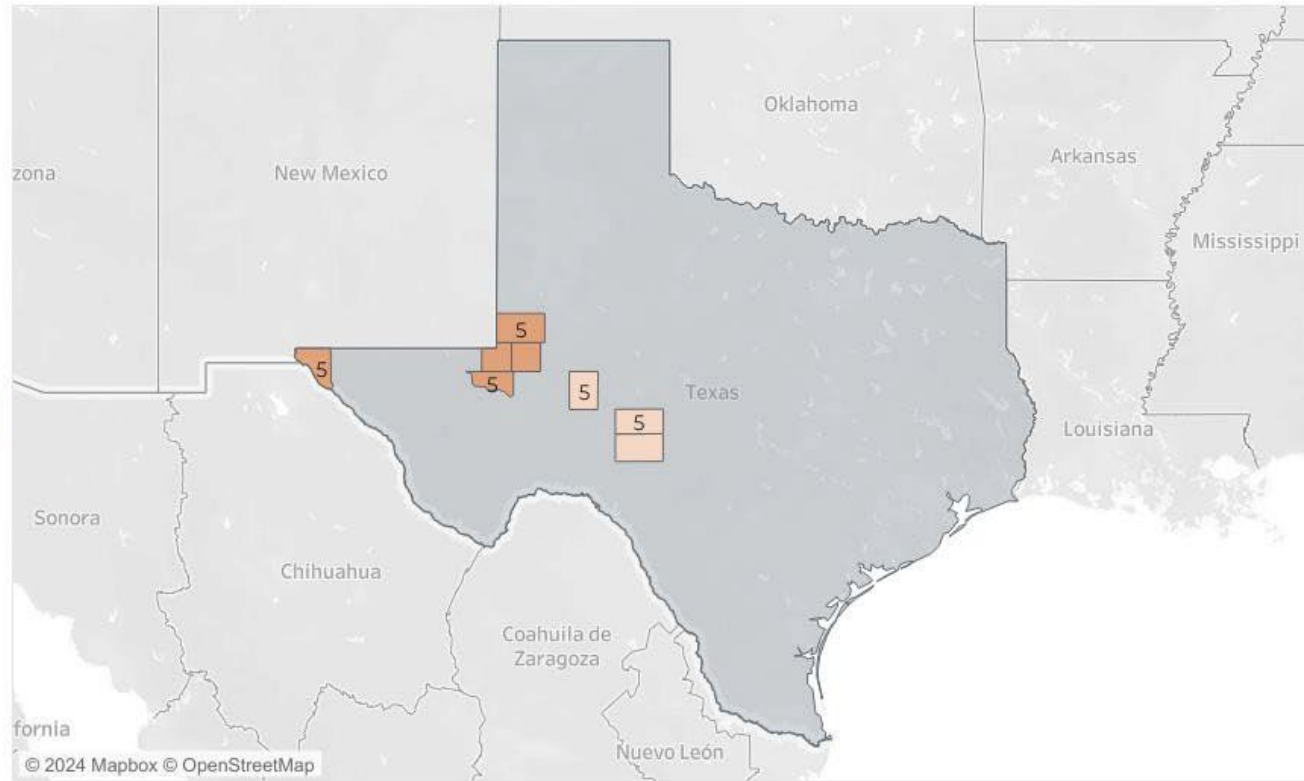 Oklahoma
Arkansas
zona
New Mexico
Mississippi
5
5
5
5
Texas
5
Louisiana
Sonora
Chihuahua
Coahuila de
Zaragoza
fornia
Nuevo León
© 2024 Mapbox © OpenStreetMap